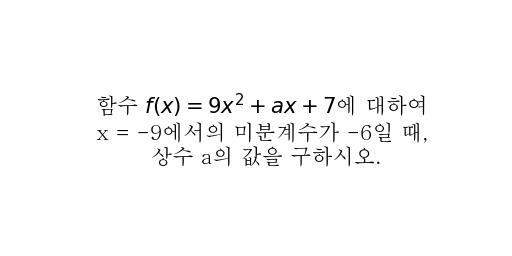 함수 f(x) = 9x² + ax + 7에 대하여
x = -9에서의 미분계수가 -6일 때,
상수 a의 값을 구하시오.